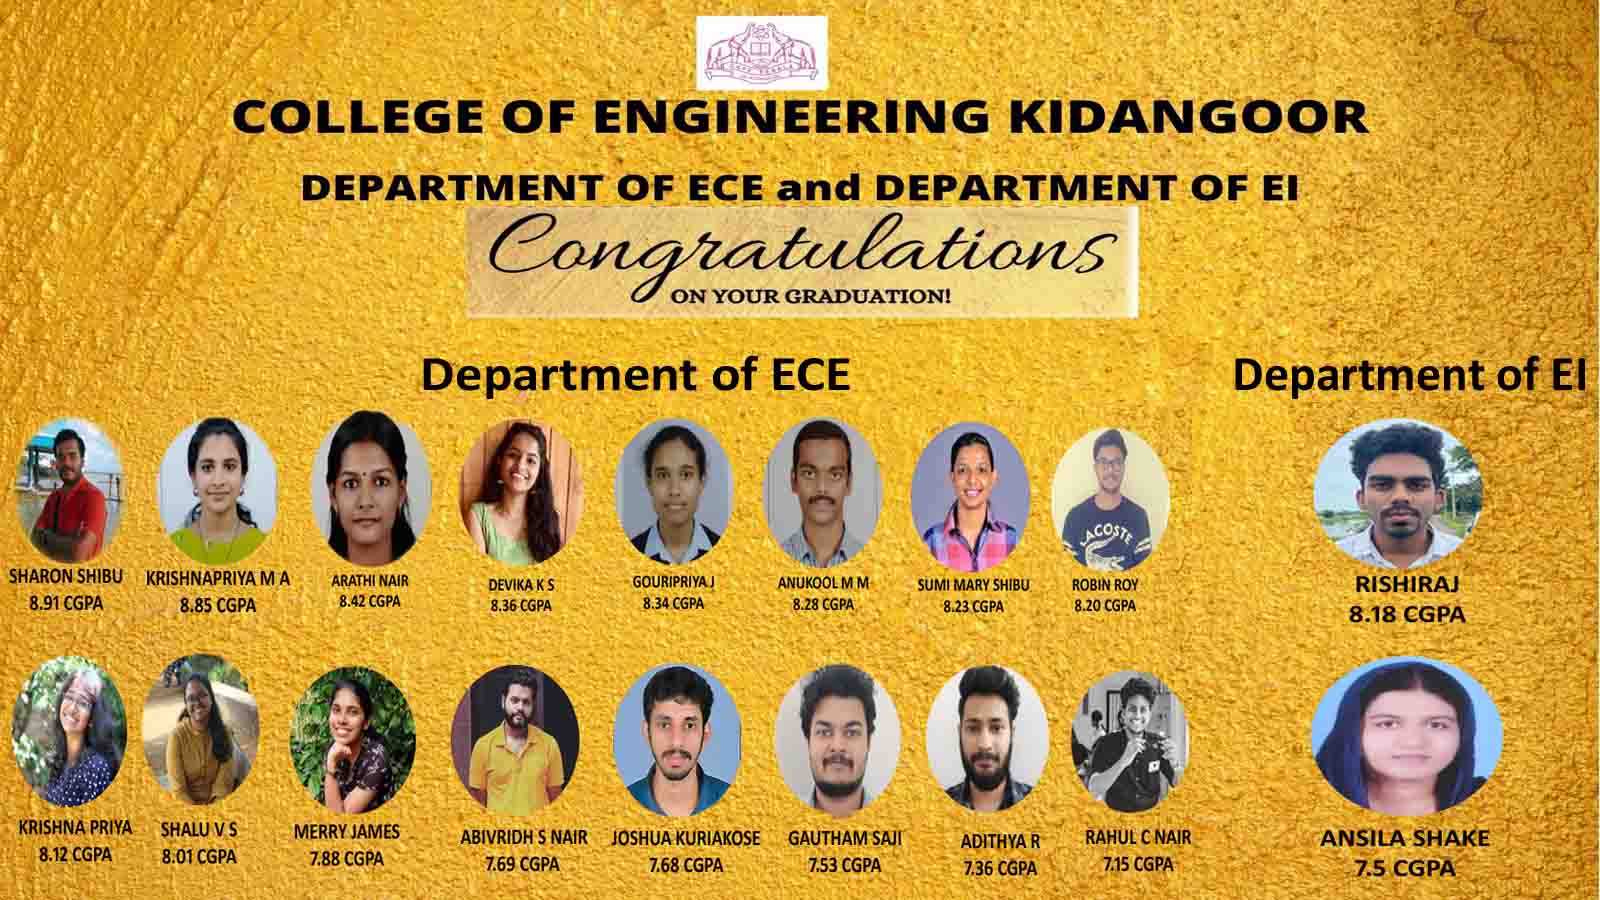 COLLEGE OF ENGINEERING KIDANGOOR
DEPARTMENT OF ECE and DEPARTMENT OF EI
Congratulations
ON YOUR GRADUATION!
Department of ECE
SHARON SHIBU
8.91 CGPA
KRISHNAPRIYA M A
8.85 CGPA
ARATHI NAIR
8.42 CGPA
DEVIKA K S
8.36 CGPA
GOURIPRIYA J
8.34 CGPA
ANUKOOL M M
8.28 CGPA
SUMI MARY SHIBU
8.23 CGPA
LACOSTE
ROBIN ROY
8.20 CGPA
KRISHNA PRIYA
8.12 CGPA
SHALU V S
8.01 CGPA
MERRY JAMES
7.88 CGPA
ABIVRIDH S NAIR
7.69 CGPA
JOSHUA KURIAKOSE
7.68 CGPA
GAUTHAM SAJI
7.53 CGPA
ADITHYA R
7.36 CGPA
RAHUL C NAIR
7.15 CGPA
Department of EI
RISHIRAJ
8.18 CGPA
ANSILA SHAKE
7.5 CGPA